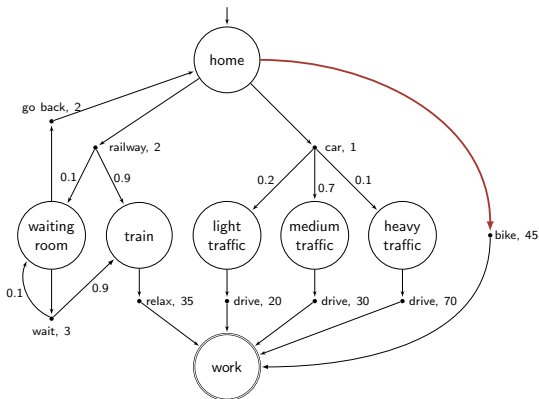 home
go back, 2
railway, 2
car, 1
0.1
0.9
0.2
0.7
0.1
waiting
room
train
light
traffic
medium
traffic
heavy
traffic
bike, 45
0.1
0.9
relax, 35
drive, 20
drive, 30
drive, 70
wait, 3
work